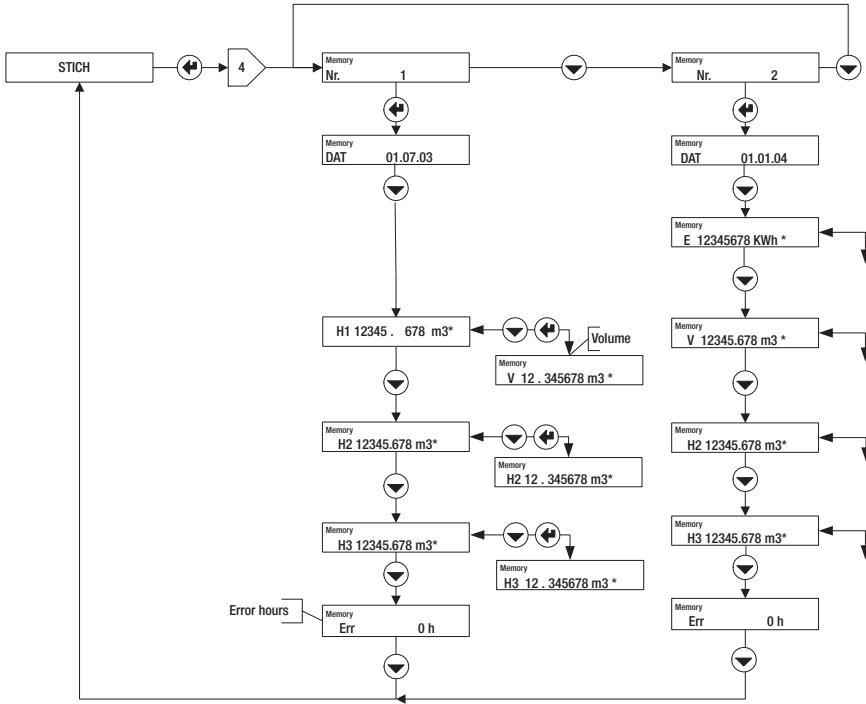 STICH
4
Memory
Nr. 1
Memory
Nr. 2
Memory
DAT 01.07.03
Memory
DAT 01.01.04
Memory
E 12345678 KWh *
H1 12345 . 678 m3*
Volume
Memory
V 12 . 345678 m3 *
Memory
V 12345.678 m3 *
Memory
H2 12345.678 m3*
Memory
H2 12 . 345678 m3*
Memory
H2 12345.678 m3*
Memory
H3 12345.678 m3*
Memory
H3 12 . 345678 m3 *
Memory
H3 12345.678 m3*
Error hours
Memory
Err 0 h
Memory
Err 0 h